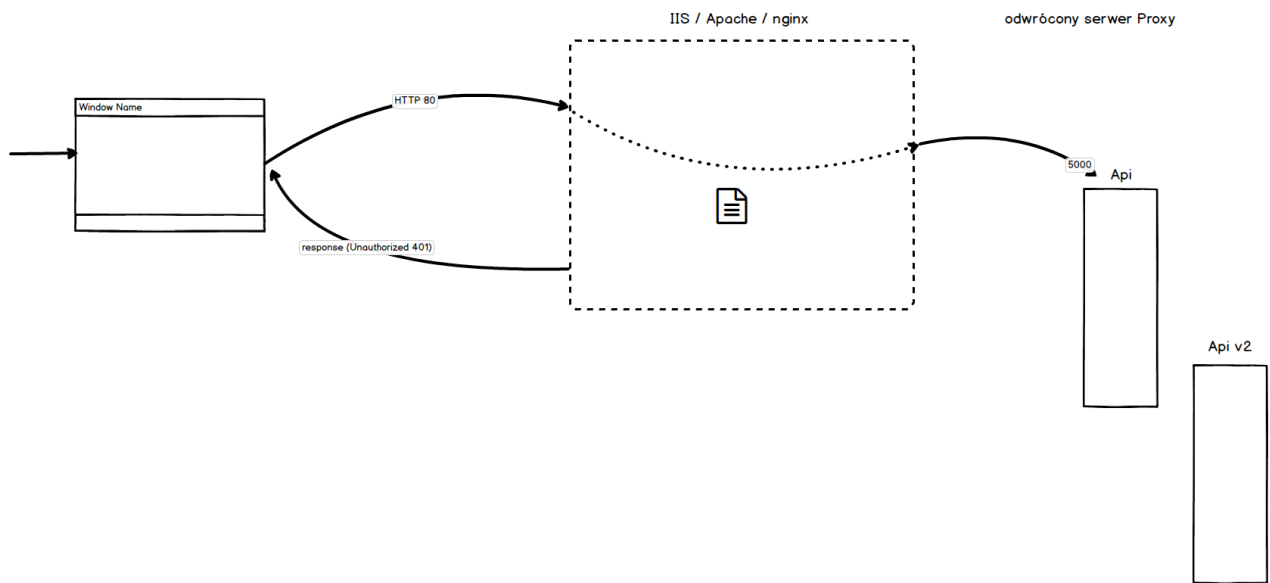 IIS / Apache / nginx
odwrócony serwer Proxy
Window Name
HTTP 80
5000
Api
response (Unauthorized 401)
Api v2